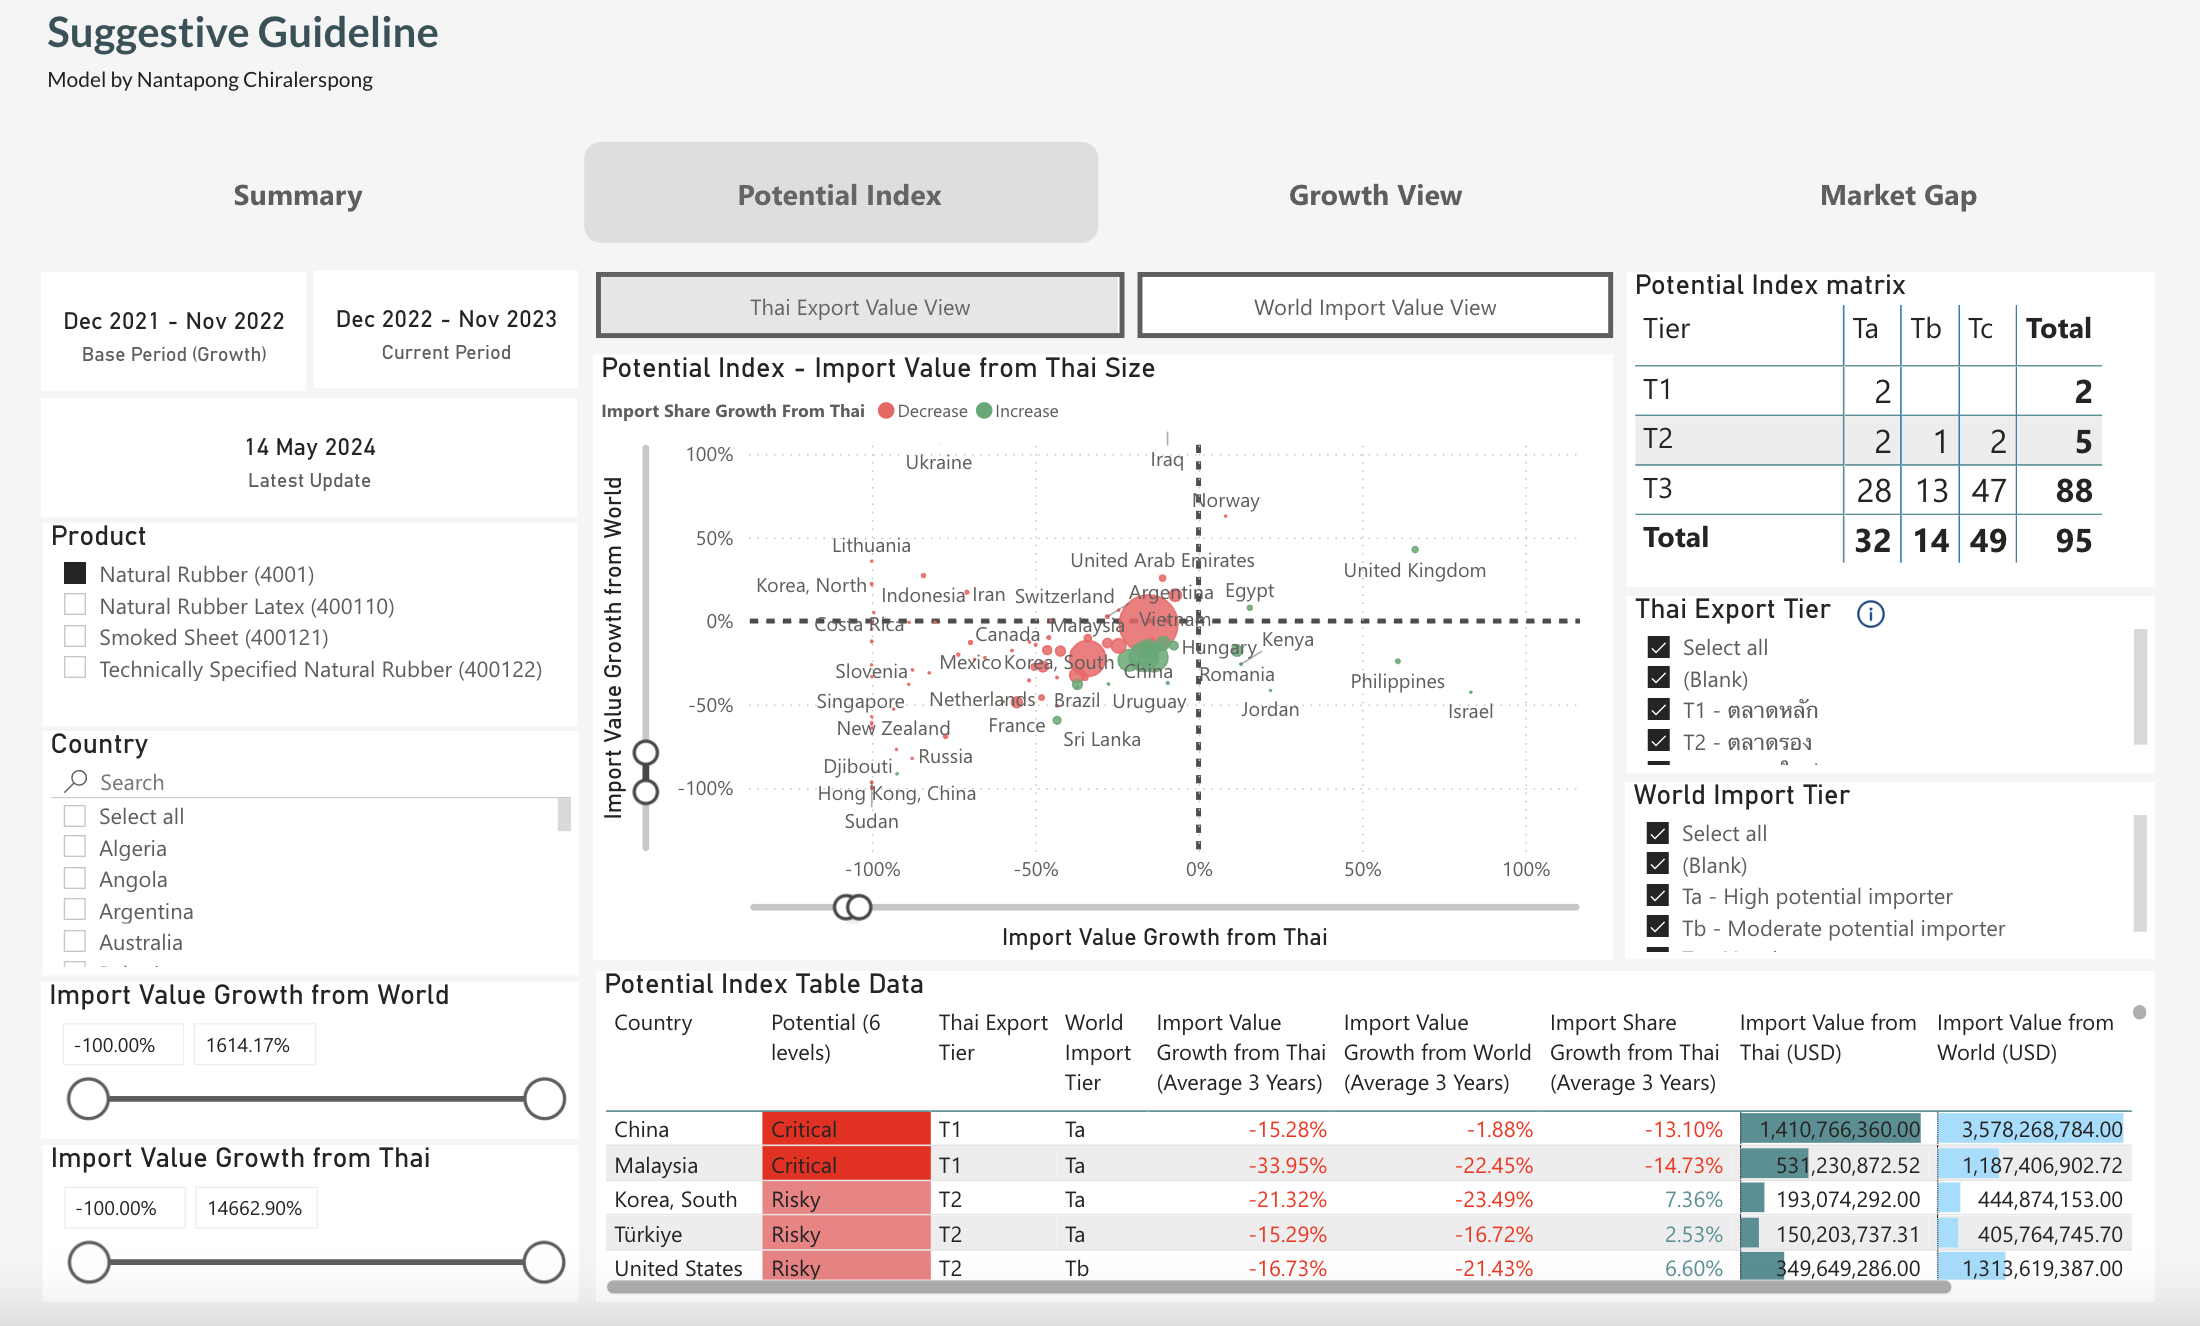 Suggestive Guideline
Model by Nantapong Chiralerspong
Summary
Potential Index
Growth View
Market Gap
Dec 2021 - Nov 2022
Base Period (Growth)
Dec 2022 - Nov 2023
Current Period
14 May 2024
Latest Update
Product
Natural Rubber (4001)
Natural Rubber Latex (400110)
Smoked Sheet (400121)
Technically Specified Natural Rubber (400122)
Country
Search
Select all
Algeria
Angola
Argentina
Australia
Import Value Growth from World
-100.00%
1614.17%
Import Value Growth from Thai
-100.00%
14662.90%
Thai Export Value View
World Import Value View
Potential Index - Import Value from Thai Size
Import Share Growth From Thai Decrease Increase
Import Value Growth from World
100%
50%
0%
-50%
-100%
Ukraine
Iraq
Norway
Lithuania
United Arab Emirates
United Kingdom
Korea, North
Indonesia
Iran
Switzerland
Argentina
Egypt
Costa Rica
Canada
Malaysia
Vietnam
Hungary
Kenya
Slovenia
Mexico
Korea, South
China
Romania
Philippines
Singapore
Netherlands
Brazil
Uruguay
Jordan
Israel
New Zealand
France
Sri Lanka
Russia
Djibouti
Hong Kong, China
Sudan
-100%
-50%
0%
50%
100%
Import Value Growth from Thai
Potential Index matrix
Tier Ta Tb Tc Total
T1 2 2
T2 2 1 2 5
T3 28 13 47 88
Total 32 14 49 95
Thai Export Tier
Select all
(Blank)
T1 - ตลาดหลัก
T2 - ตลาดรอง
World Import Tier
Select all
(Blank)
Ta - High potential importer
Tb - Moderate potential importer
Potential Index Table Data
Country
Potential (6
levels)
Thai Export
Tier
World
Import
Tier
Import Value
Growth from Thai
(Average 3 Years)
Import Value
Growth from World
(Average 3 Years)
Import Share
Growth from Thai
(Average 3 Years)
Import Value from
Thai (USD)
Import Value from
World (USD)
China Critical T1 Ta -15.28% -1.88% -13.10% 1,410,766,360.00 3,578,268,784.00
Malaysia Critical T1 Ta -33.95% -22.45% -14.73% 531,230,872.52 1,187,406,902.72
Korea, South Risky T2 Ta -21.32% -23.49% 7.36% 193,074,292.00 444,874,153.00
Türkiye Risky T2 Ta -15.29% -16.72% 2.53% 150,203,737.31 405,764,745.70
United States Risky T2 Tb -16.73% -21.43% 6.60% 349,649,286.00 1,313,619,387.00